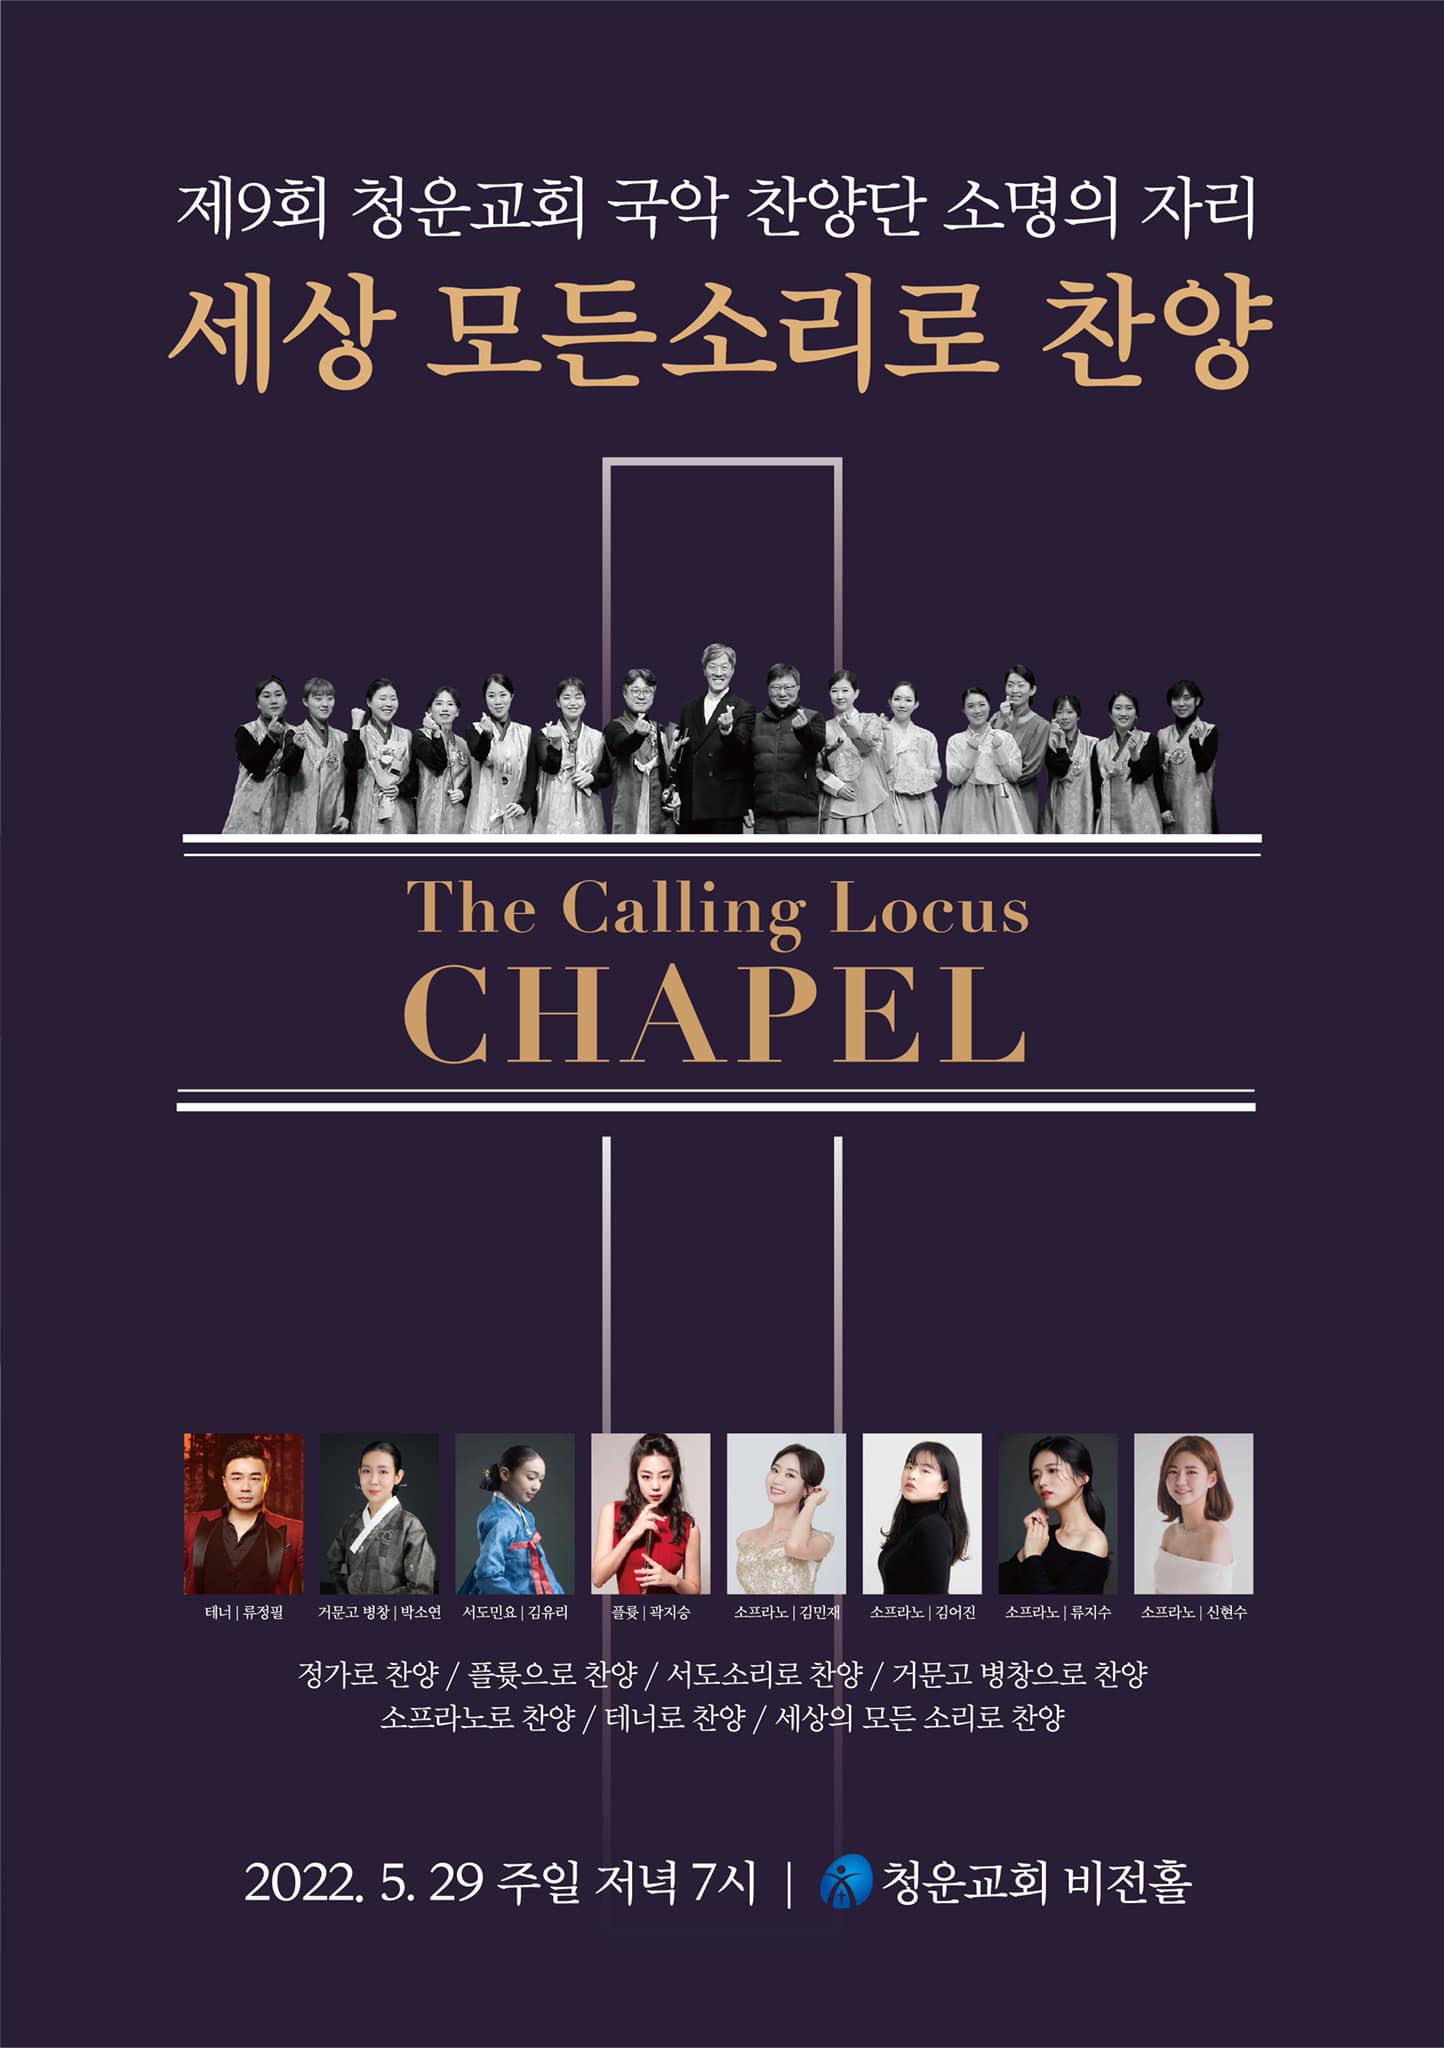 제9회 청운교회 국악 찬양단 소명의 자리
세상 모든소리로 찬양
The Calling Locus
CHAPEL
테너 | 류정필
거문고 병창 | 박소연
서도민요 | 김유리
플륫 | 곽지승
소프라노 | 김민재
소프라노 | 김어진
소프라노 | 류지수
소프라노 | 신현수
정가로 찬양 / 플륫으로 찬양 / 서도소리로 찬양 / 거문고 병창으로 찬양
소프라노로 찬양 / 테너로 찬양 / 세상의 모든 소리로 찬양
2022. 5. 29 주일 저녁 7시 | 청운교회 비전홀